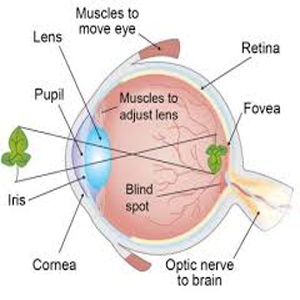 Muscles to
move eye
Lens
Retina
Pupil
Muscles to
adjust lens
Fovea
Iris
Blind
spot
Cornea
Optic nerve
to brain